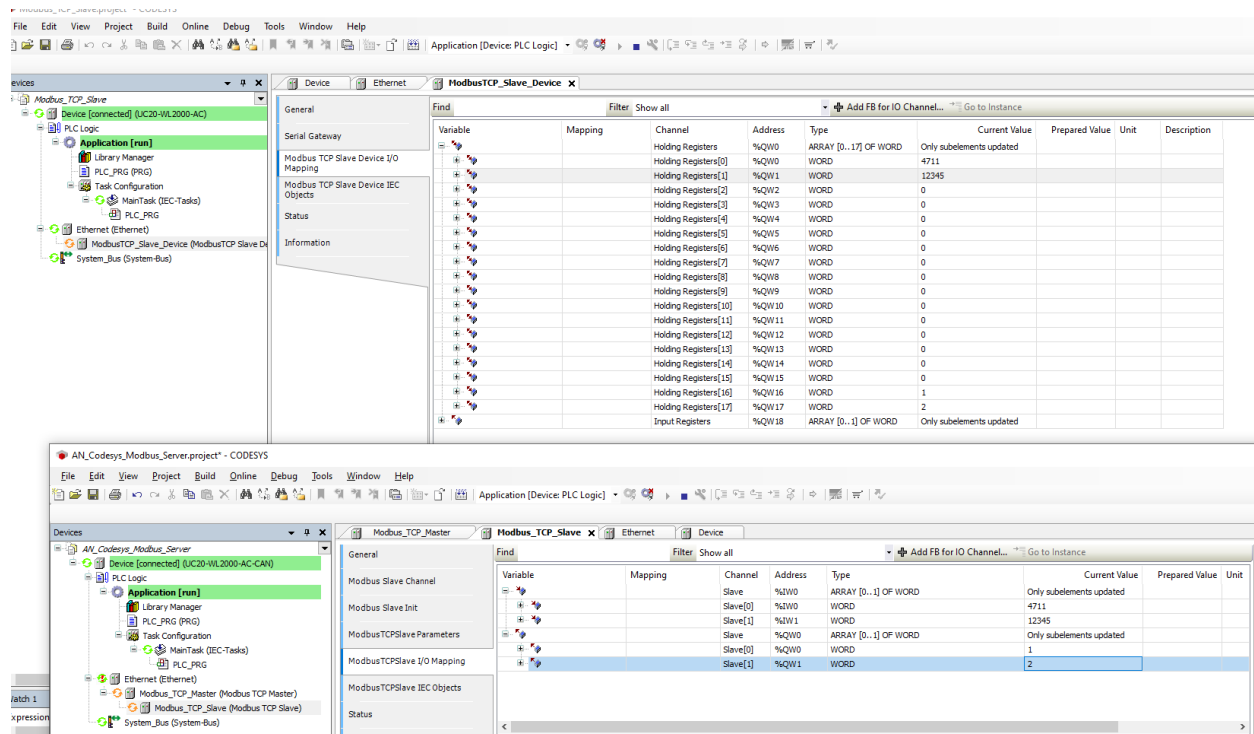 Modbus_TCP_Slave.project* - CODESYS
File Edit View Project Build Online Debug Tools Window Help
Application [Device: PLC Logic]
evices
Device Ethernet ModbusTCP_Slave_Device X
Modbus_TCP_Slave
Device [connected] (UC20-WL2000-AC)
PLC Logic
Application [run]
Library Manager
PLC_PRG (PRG)
Task Configuration
MainTask (IEC-Tasks)
PLC_PRG
Ethernet (Ethernet)
ModbusTCP_Slave_Device (ModbusTCP Slave De
System_Bus (System-Bus)
General
Serial Gateway
Modbus TCP Slave Device I/O
Mapping
Modbus TCP Slave Device IEC
Objects
Status
Information
Find Filter Show all Add FB for IO Channel... Go to Instance
Variable Mapping Channel Address Type Current Value Prepared Value Unit Description
Holding Registers %QW0 ARRAY [0..17] OF WORD Only subelements updated
Holding Registers[0] %QW0 WORD 4711
Holding Registers[1] %QW1 WORD 12345
Holding Registers[2] %QW2 WORD 0
Holding Registers[3] %QW3 WORD 0
Holding Registers[4] %QW4 WORD 0
Holding Registers[5] %QW5 WORD 0
Holding Registers[6] %QW6 WORD 0
Holding Registers[7] %QW7 WORD 0
Holding Registers[8] %QW8 WORD 0
Holding Registers[9] %QW9 WORD 0
Holding Registers[10] %QW10 WORD 0
Holding Registers[11] %QW11 WORD 0
Holding Registers[12] %QW12 WORD 0
Holding Registers[13] %QW13 WORD 0
Holding Registers[14] %QW14 WORD 0
Holding Registers[15] %QW15 WORD 0
Holding Registers[16] %QW16 WORD 1
Holding Registers[17] %QW17 WORD 2
Input Registers %QW18 ARRAY [0..1] OF WORD Only subelements updated
AN_Codesys_Modbus_Server.project* - CODESYS
File Edit View Project Build Online Debug Tools Window Help
Application [Device: PLC Logic]
Devices
Modbus_TCP_Master Modbus_TCP_Slave X Ethernet Device
AN_Codesys_Modbus_Server
Device [connected] (UC20-WL2000-AC-CAN)
PLC Logic
Application [run]
Library Manager
PLC_PRG (PRG)
Task Configuration
MainTask (IEC-Tasks)
PLC_PRG
Ethernet (Ethernet)
Modbus_TCP_Master (Modbus TCP Master)
Modbus_TCP_Slave (Modbus TCP Slave)
System_Bus (System-Bus)
General
Modbus Slave Channel
Modbus Slave Init
ModbusTCPSlave Parameters
ModbusTCPSlave I/O Mapping
ModbusTCPSlave IEC Objects
Status
Find Filter Show all Add FB for IO Channel... Go to Instance
Variable Mapping Channel Address Type Current Value Prepared Value Unit
Slave %IW0 ARRAY [0..1] OF WORD Only subelements updated
Slave[0] %IW0 WORD 4711
Slave[1] %IW1 WORD 12345
Slave %QW0 ARRAY [0..1] OF WORD Only subelements updated
Slave[0] %QW0 WORD 1
Slave[1] %QW1 WORD 2
Vatch 1
xpression